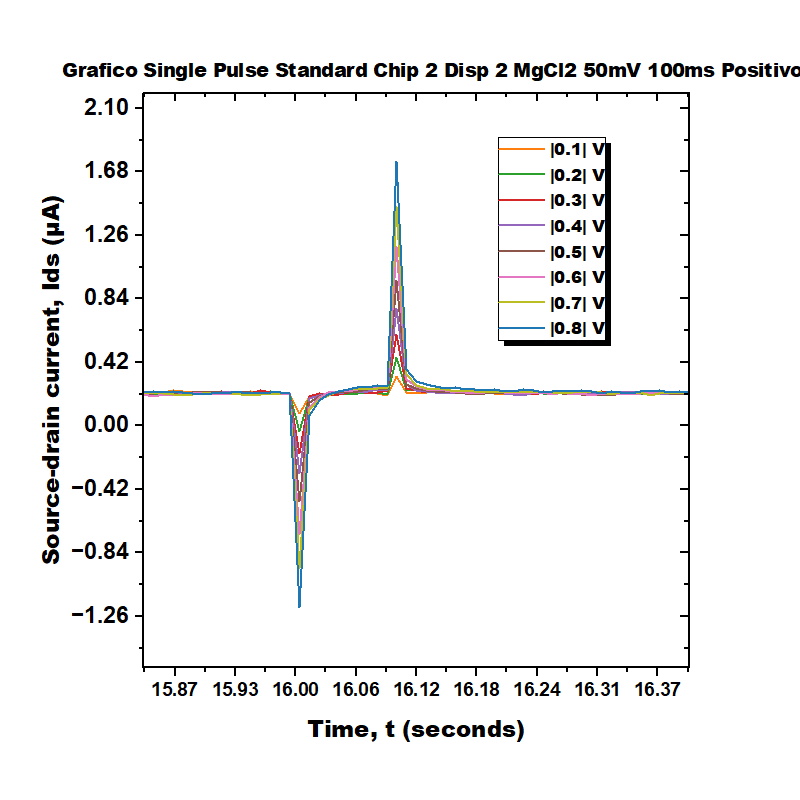 Grafico Single Pulse Standard Chip 2 Disp 2 MgCl2 50mV 100ms Positivo
2.10
1.68
1.26
0.84
0.42
0.00
−0.42
−0.84
−1.26
Source-drain current, Ids (µA)
|0.1| V
|0.2| V
|0.3| V
|0.4| V
|0.5| V
|0.6| V
|0.7| V
|0.8| V
15.87 15.93 16.00 16.06 16.12 16.18 16.24 16.31 16.37
Time, t (seconds)